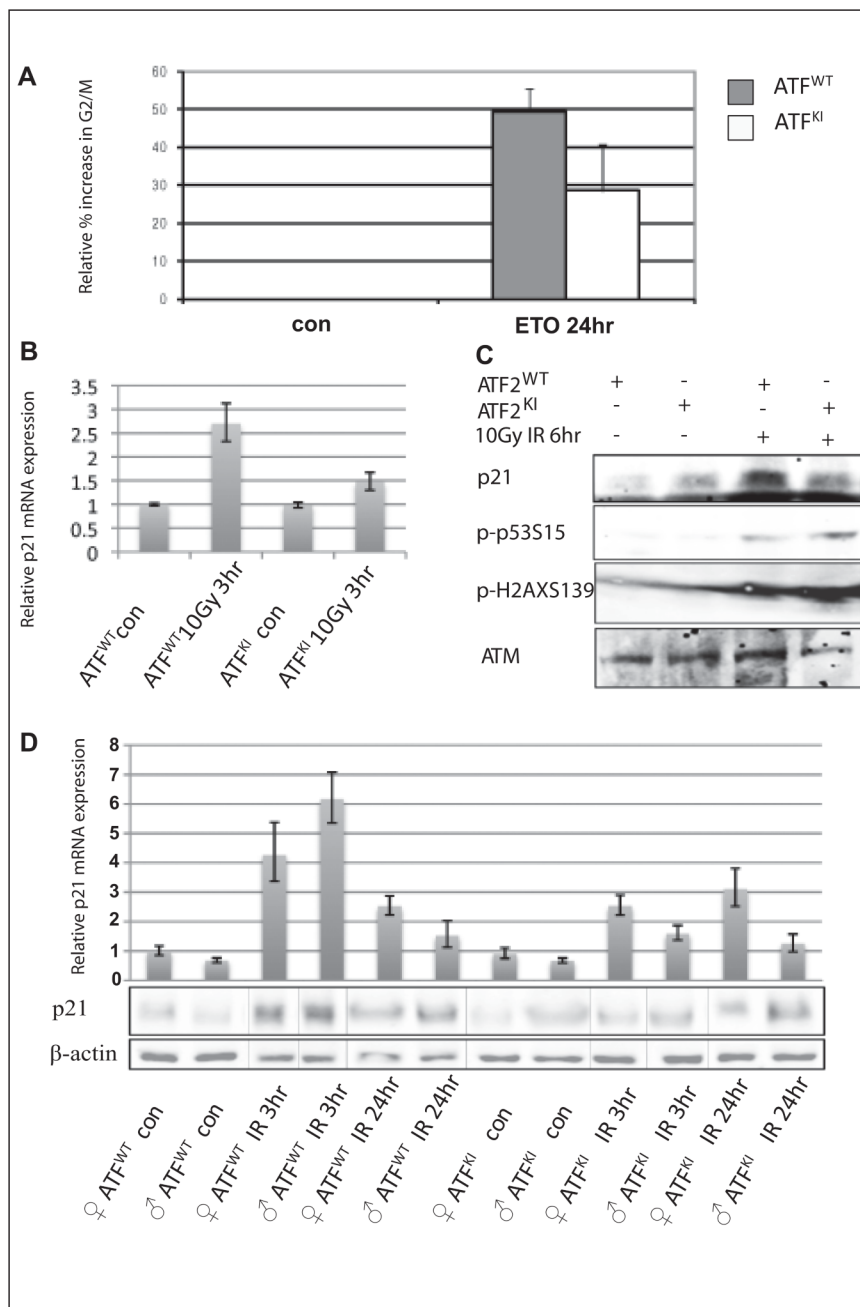 A
Relative % increase in G2/M
60
50
40
30
20
10
0
con
ETO 24hr
ATF^WT
ATF^KI
B
Relative p21 mRNA expression
3.5
3
2.5
2
1.5
1
0.5
0
ATF^WT con
ATF^WT 10Gy 3hr
ATF^KI con
ATF^KI 10Gy 3hr
C
ATF2^WT + - + -
ATF2^KI - + - +
10Gy IR 6hr - - + +
p21
p-p53S15
p-H2AXS139
ATM
D
Relative p21 mRNA expression
8
7
6
5
4
3
2
1
0
p21
β-actin
♀ ATF^WT con
♂ ATF^WT con
♀ ATF^WT IR 3hr
♂ ATF^WT IR 3hr
♀ ATF^WT IR 24hr
♂ ATF^WT IR 24hr
♀ ATF^KI con
♂ ATF^KI con
♀ ATF^KI IR 3hr
♂ ATF^KI IR 3hr
♀ ATF^KI IR 24hr
♂ ATF^KI IR 24hr